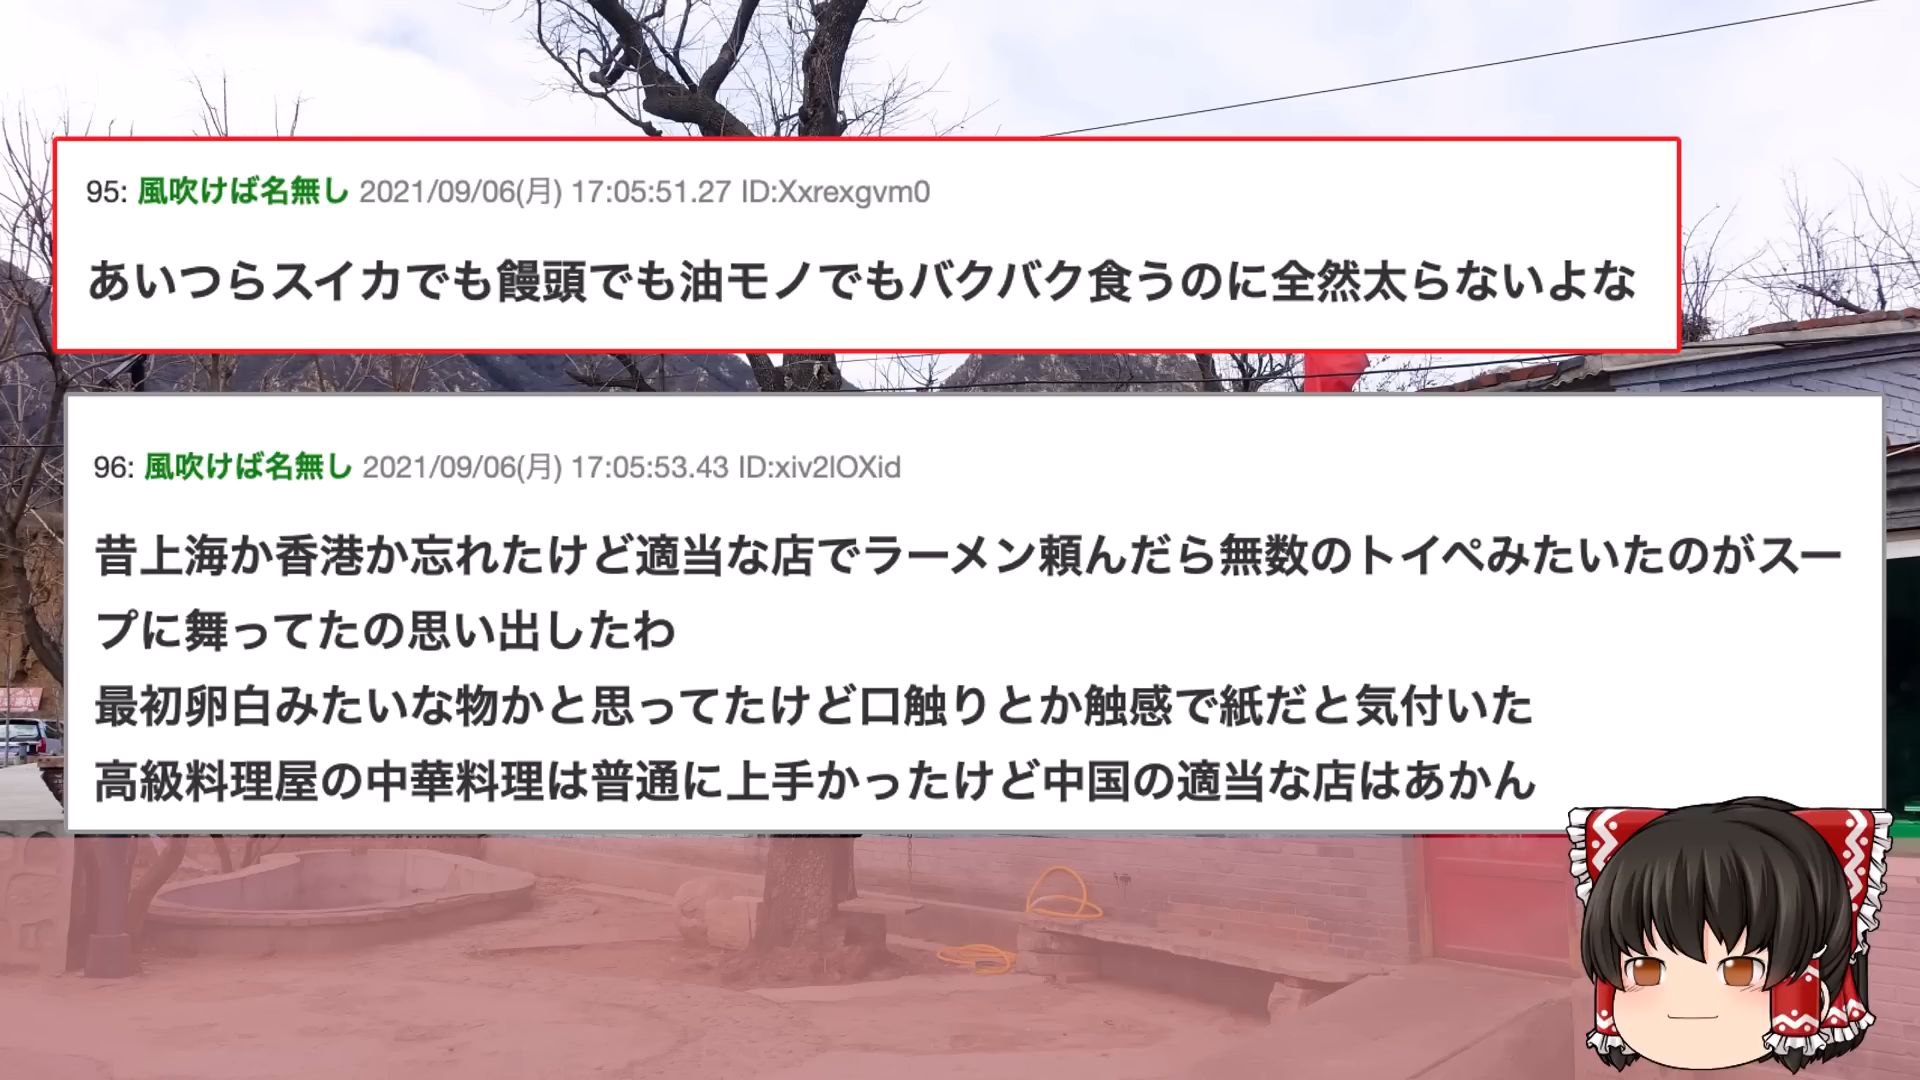 95: 風吹けば名無し 2021/09/06(月) 17:05:51.27 ID:Xxrexgvm0
あいつらスイカでも饅頭でも油モノでもバクバク食うのに全然太らないよな
96: 風吹けば名無し 2021/09/06(月) 17:05:53.43 ID:xiv2lOXid
昔上海か香港か忘れたけど適当な店でラーメン頼んだら無数のトイペみたいたのがスー
プに舞ってたの思い出したわ
最初卵白みたいな物かと思ってたけど口触りとか触感で紙だと気付いた
高級料理屋の中華料理は普通に上手かったけど中国の適当な店はあかん